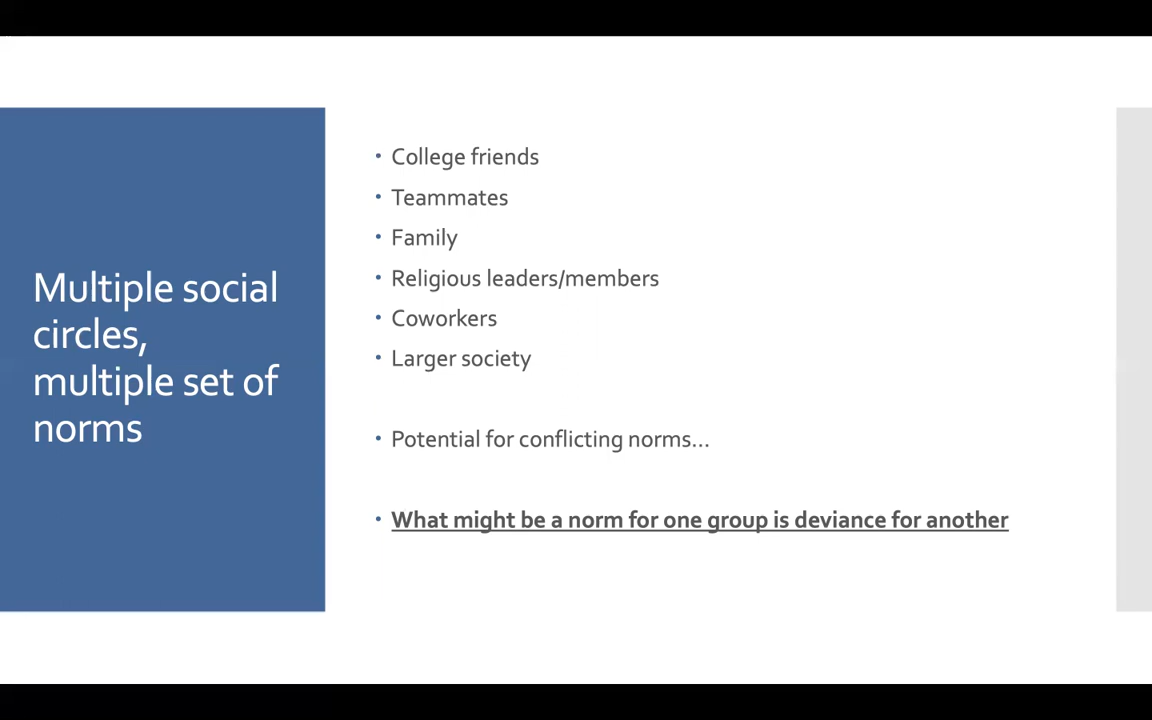 Multiple social
circles,
multiple set of
norms
• College friends
• Teammates
• Family
• Religious leaders/members
• Coworkers
• Larger society
• Potential for conflicting norms...
• What might be a norm for one group is deviance for another